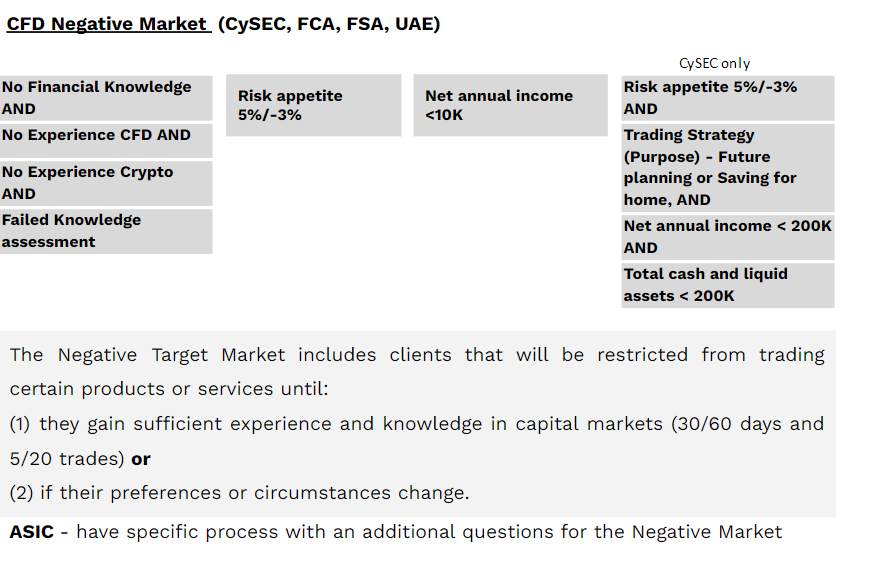 CFD Negative Market (CySEC, FCA, FSA, UAE)
No Financial Knowledge
AND
No Experience CFD AND
No Experience Crypto
AND
Failed Knowledge
assessment
Risk appetite
5%/-3%
Net annual income
<10K
CySEC only
Risk appetite 5%/-3%
AND
Trading Strategy
(Purpose) - Future
planning or Saving for
home, AND
Net annual income < 200K
AND
Total cash and liquid
assets < 200K
The Negative Target Market includes clients that will be restricted from trading
certain products or services until:
(1) they gain sufficient experience and knowledge in capital markets (30/60 days and
5/20 trades) or
(2) if their preferences or circumstances change.
ASIC - have specific process with an additional questions for the Negative Market